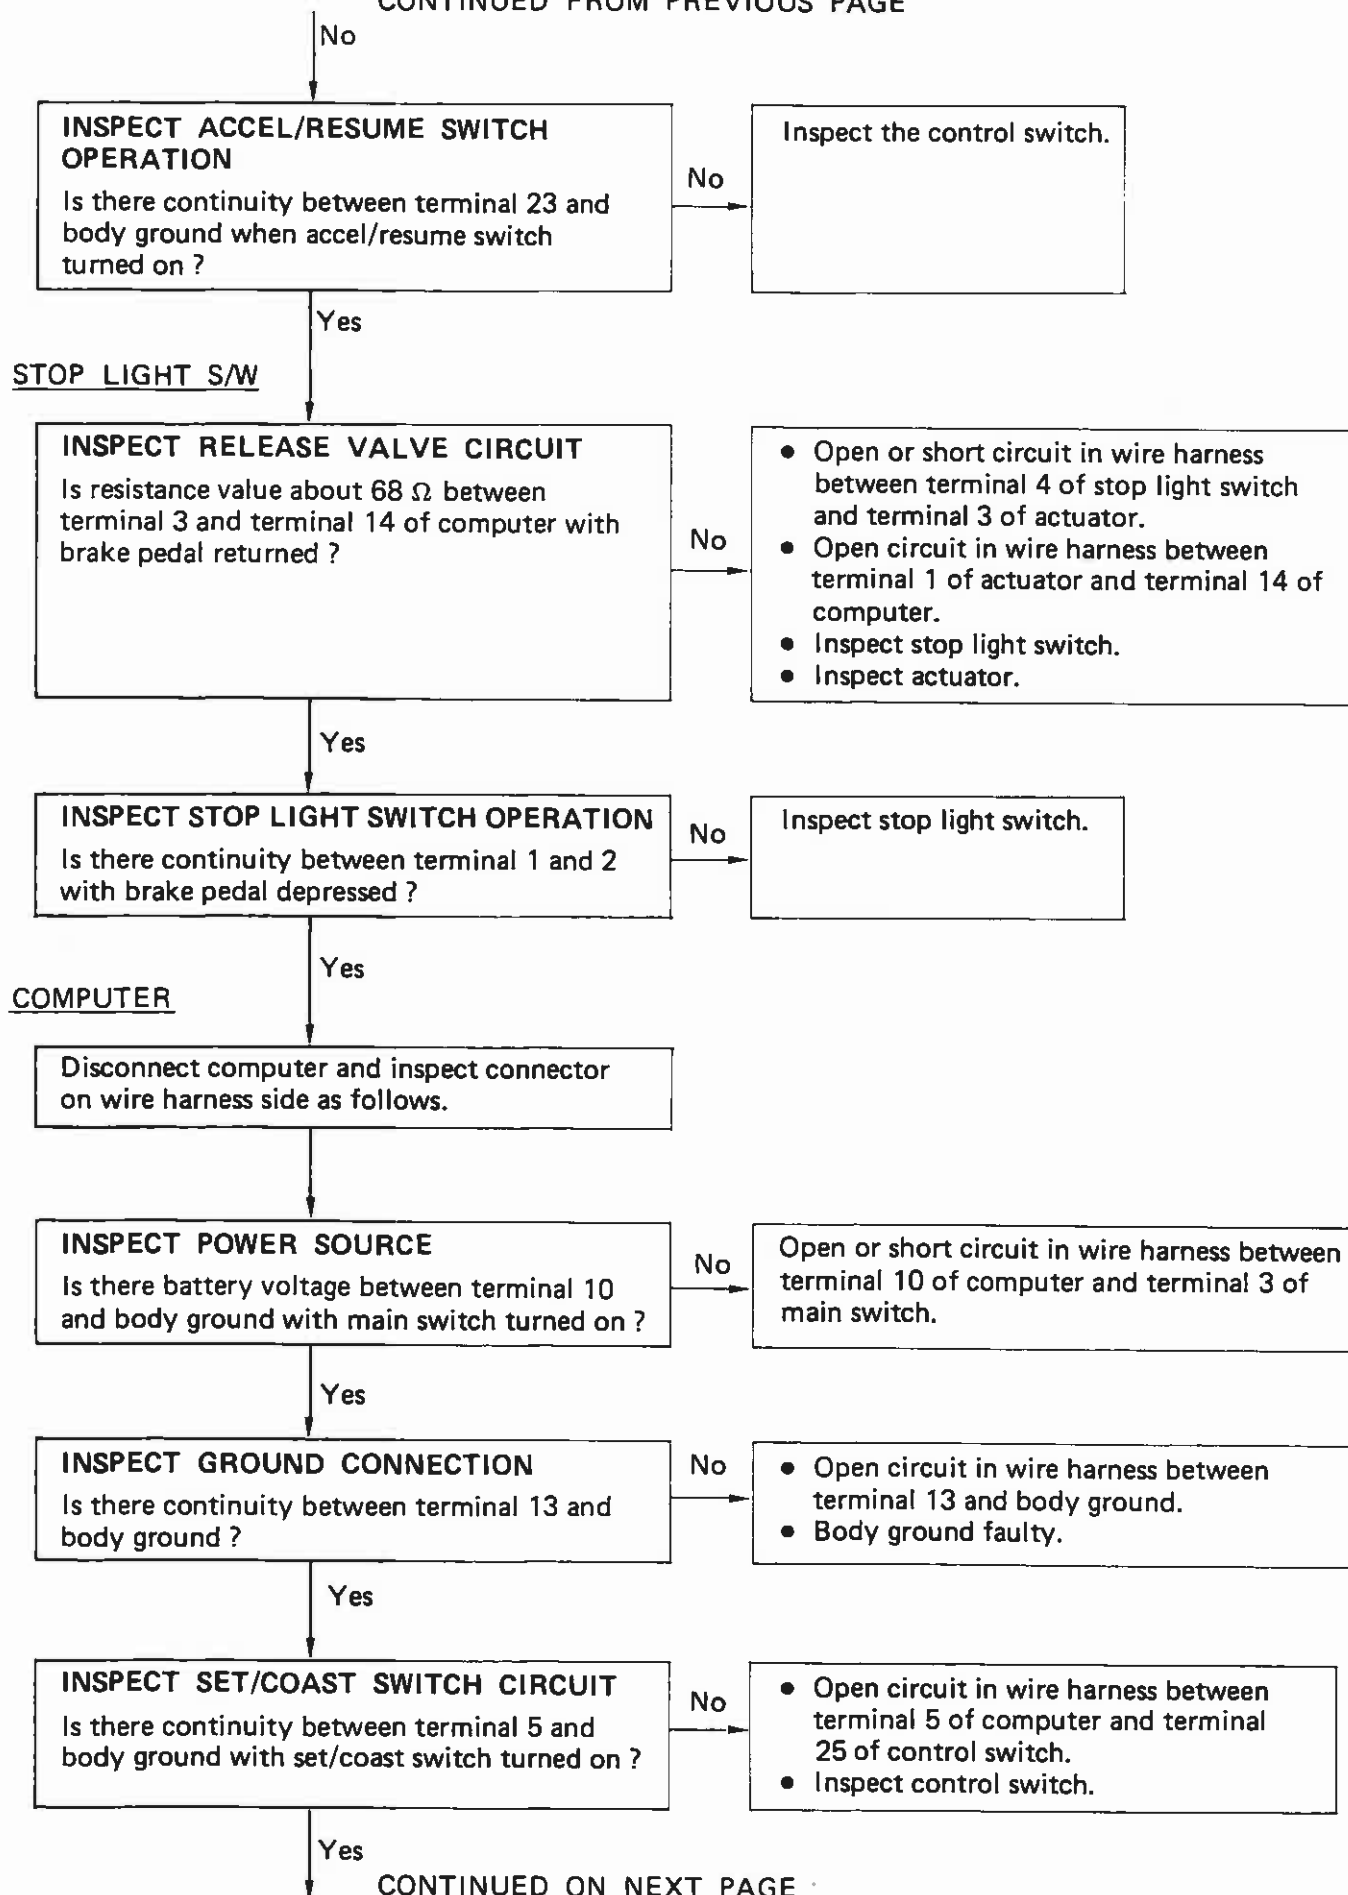 CONTINUED FROM PREVIOUS PAGE
No
INSPECT ACCEL/RESUME SWITCH
OPERATION
Is there continuity between terminal 23 and
body ground when accel/resume switch
turned on ?
No
Inspect the control switch.
Yes
STOP LIGHT S/W
INSPECT RELEASE VALVE CIRCUIT
Is resistance value about 68 Ω between
terminal 3 and terminal 14 of computer with
brake pedal returned ?
No
● Open or short circuit in wire harness
between terminal 4 of stop light switch
and terminal 3 of actuator.
● Open circuit in wire harness between
terminal 1 of actuator and terminal 14 of
computer.
● Inspect stop light switch.
● Inspect actuator.
Yes
INSPECT STOP LIGHT SWITCH OPERATION
Is there continuity between terminal 1 and 2
with brake pedal depressed ?
No
Inspect stop light switch.
Yes
COMPUTER
Disconnect computer and inspect connector
on wire harness side as follows.
INSPECT POWER SOURCE
Is there battery voltage between terminal 10
and body ground with main switch turned on ?
No
Open or short circuit in wire harness between
terminal 10 of computer and terminal 3 of
main switch.
Yes
INSPECT GROUND CONNECTION
Is there continuity between terminal 13 and
body ground ?
No
● Open circuit in wire harness between
terminal 13 and body ground.
● Body ground faulty.
Yes
INSPECT SET/COAST SWITCH CIRCUIT
Is there continuity between terminal 5 and
body ground with set/coast switch turned on ?
No
● Open circuit in wire harness between
terminal 5 of computer and terminal
25 of control switch.
● Inspect control switch.
Yes
CONTINUED ON NEXT PAGE